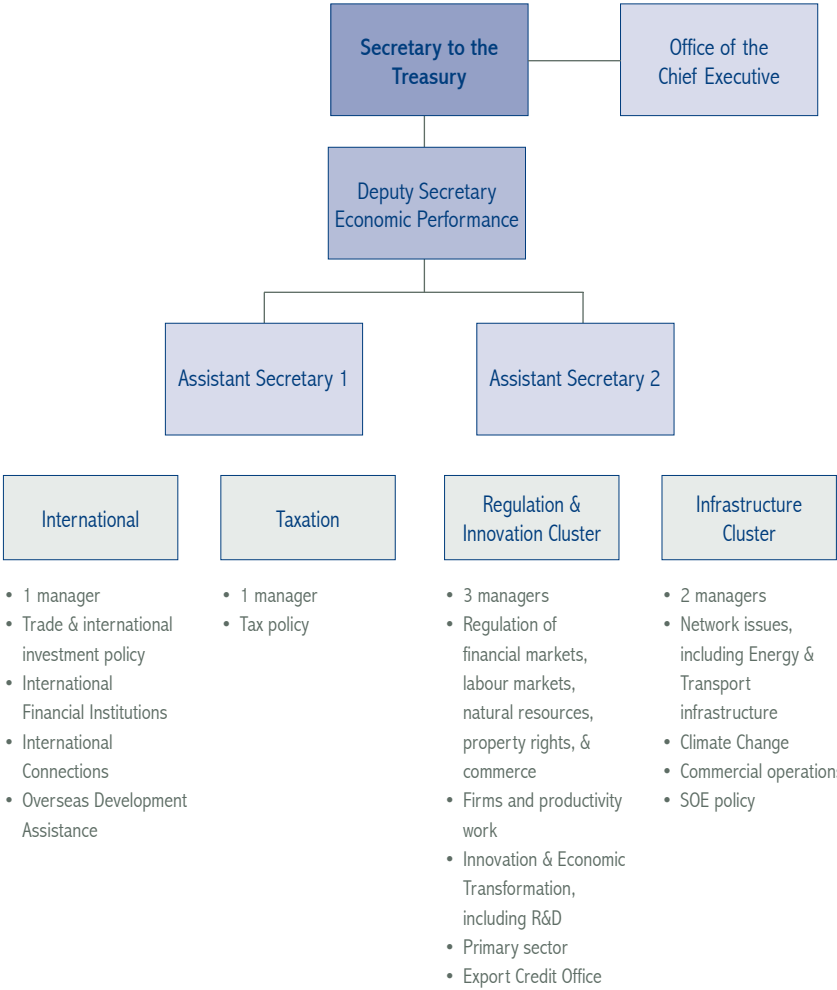 Secretary to the
Treasury
Office of the
Chief Executive
Deputy Secretary
Economic Performance
Assistant Secretary 1
Assistant Secretary 2
International
• 1 manager
• Trade & international
investment policy
• International
Financial Institutions
• International
Connections
• Overseas Development
Assistance
Taxation
• 1 manager
• Tax policy
Regulation &
Innovation Cluster
• 3 managers
• Regulation of
financial markets,
labour markets,
natural resources,
property rights, &
commerce
• Firms and productivity
work
• Innovation & Economic
Transformation,
including R&D
• Primary sector
• Export Credit Office
Infrastructure
Cluster
• 2 managers
• Network issues,
including Energy &
Transport
infrastructure
• Climate Change
• Commercial operations
• SOE policy